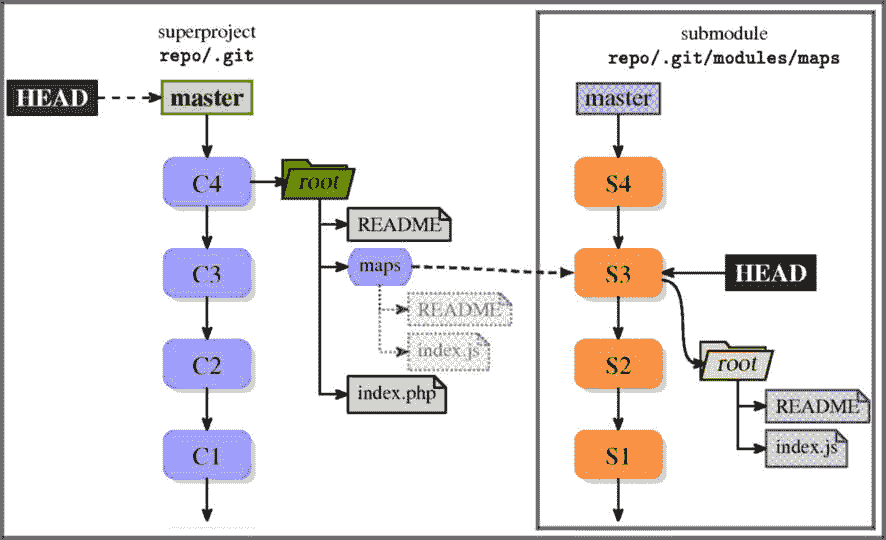 superproject
repo/.git
HEAD
master
C4
root
README
C3
maps
README
index.js
C2
index.php
C1
submodule
repo/.git/modules/maps
master
S4
S3
HEAD
S2
root
README
index.js
S1